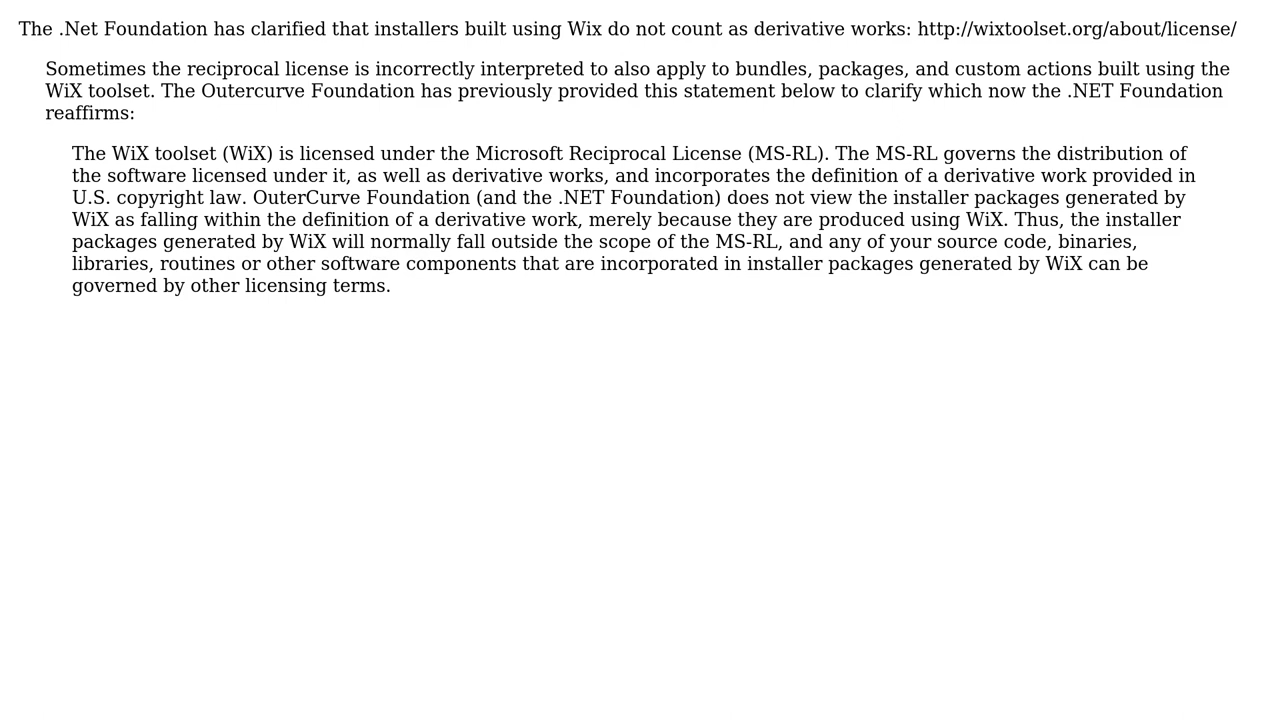 The .Net Foundation has clarified that installers built using Wix do not count as derivative works: http://wixtoolset.org/about/license/
Sometimes the reciprocal license is incorrectly interpreted to also apply to bundles, packages, and custom actions built using the
WiX toolset. The Outercurve Foundation has previously provided this statement below to clarify which now the .NET Foundation
reaffirms:
The WiX toolset (WiX) is licensed under the Microsoft Reciprocal License (MS-RL). The MS-RL governs the distribution of
the software licensed under it, as well as derivative works, and incorporates the definition of a derivative work provided in
U.S. copyright law. OuterCurve Foundation (and the .NET Foundation) does not view the installer packages generated by
WiX as falling within the definition of a derivative work, merely because they are produced using WiX. Thus, the installer
packages generated by WiX will normally fall outside the scope of the MS-RL, and any of your source code, binaries,
libraries, routines or other software components that are incorporated in installer packages generated by WiX can be
governed by other licensing terms.